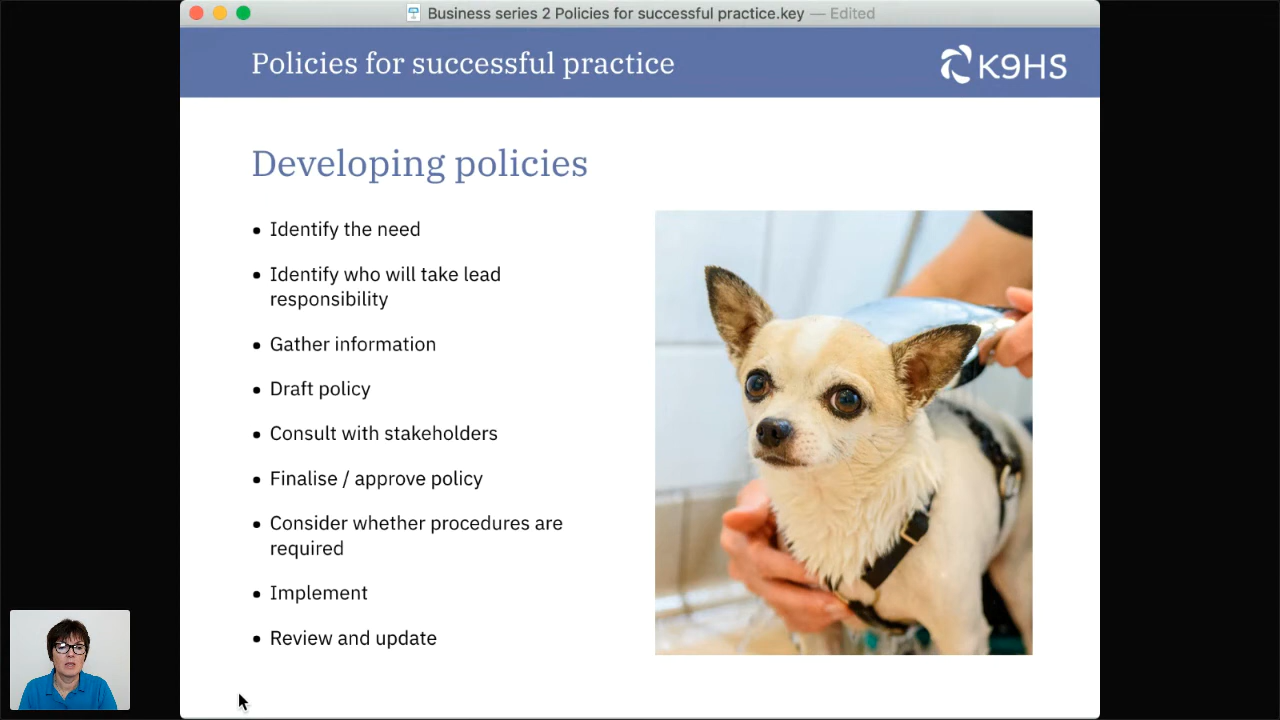 Business series 2 Policies for successful practice.key — Edited
Policies for successful practice
K9HS
Developing policies
• Identify the need
• Identify who will take lead
responsibility
• Gather information
• Draft policy
• Consult with stakeholders
• Finalise / approve policy
• Consider whether procedures are
required
• Implement
• Review and update